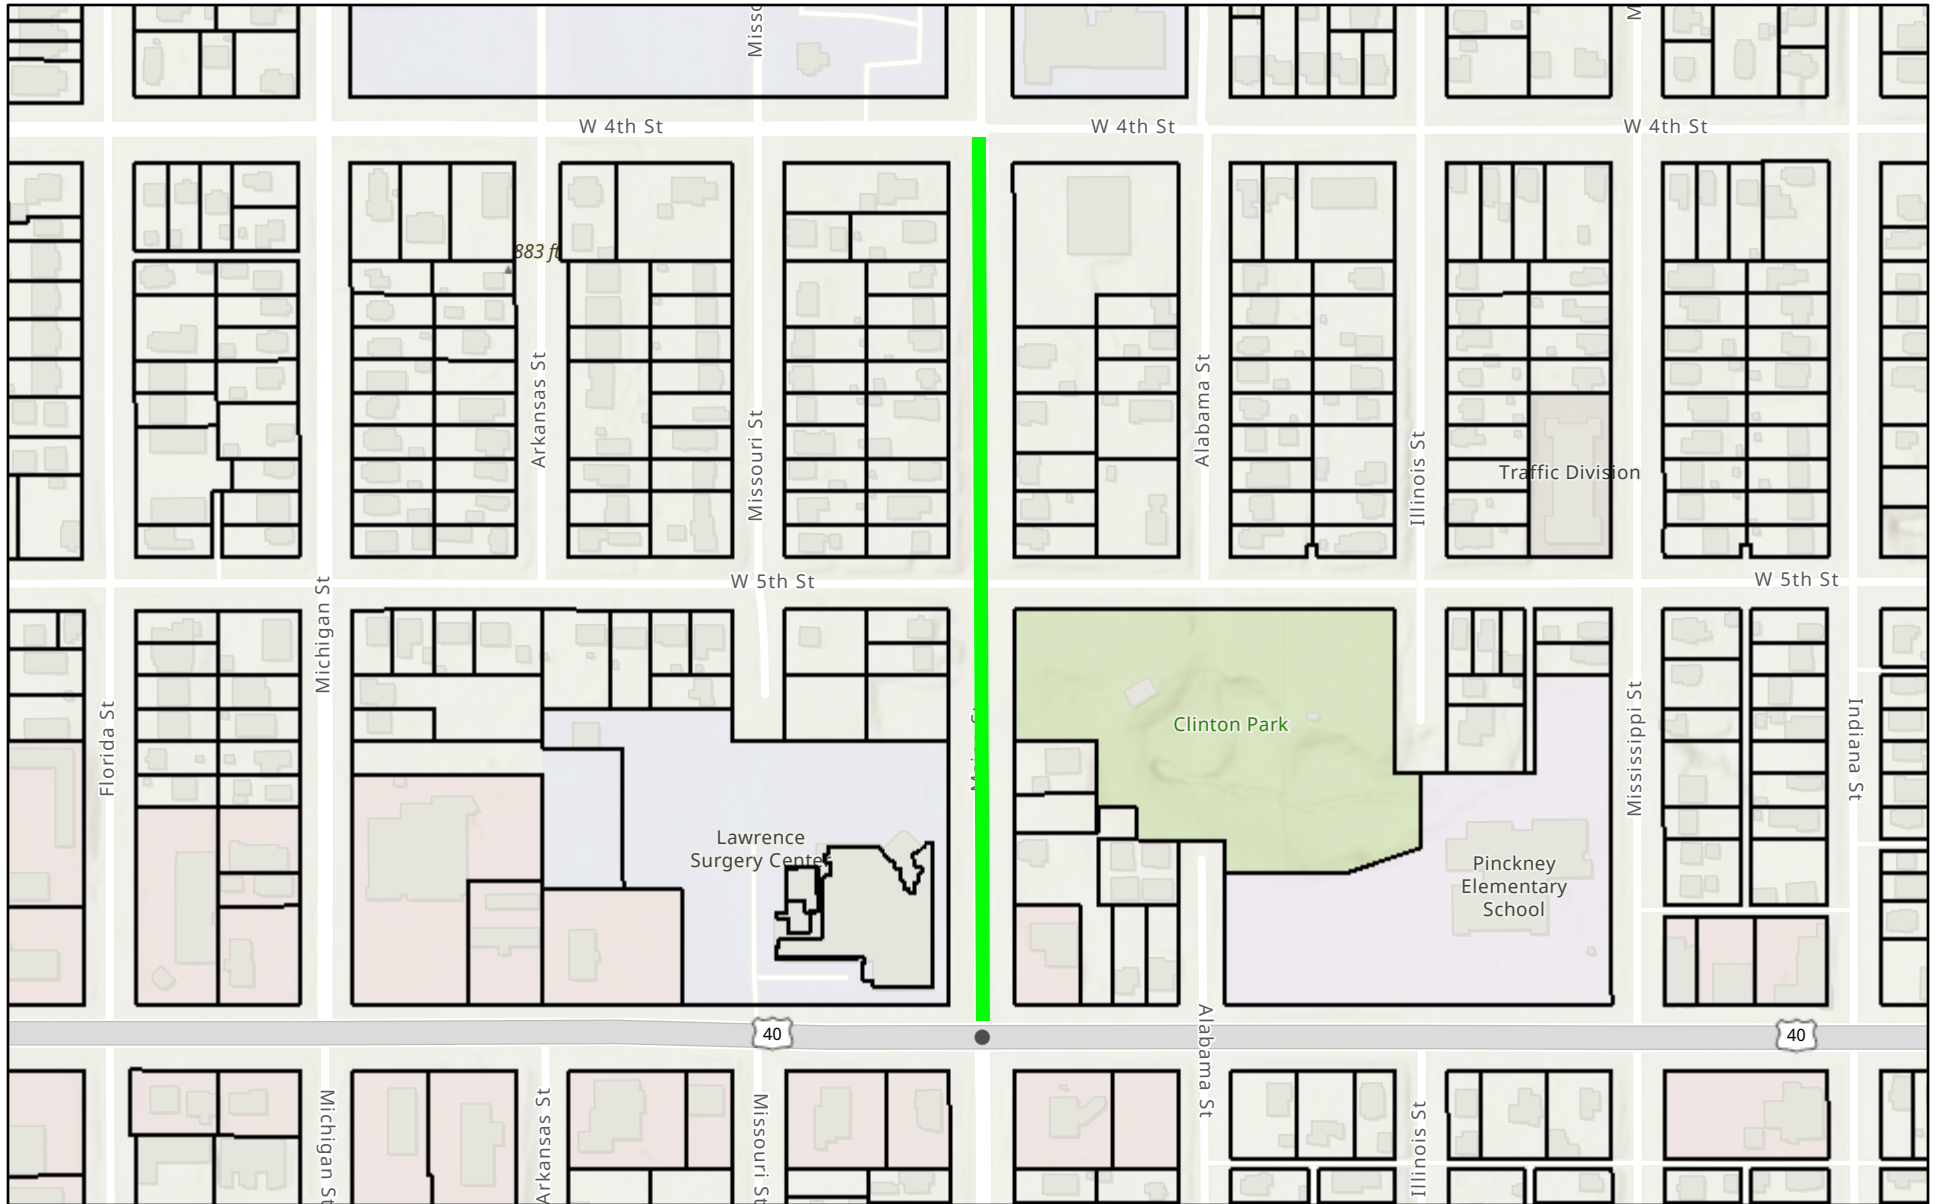 Misso
M
W 4th St
W 4th St
W 4th St
883 ft
Arkansas St
Missouri St
Alabama St
Illinois St
Traffic Division
W 5th St
W 5th St
Michigan St
Florida St
Clinton Park
Mississippi St
Indiana St
Lawrence
Surgery Center
Pinckney
Elementary
School
40
40
Alabama St
Michigan St
Arkansas St
Missouri St
Illinois St